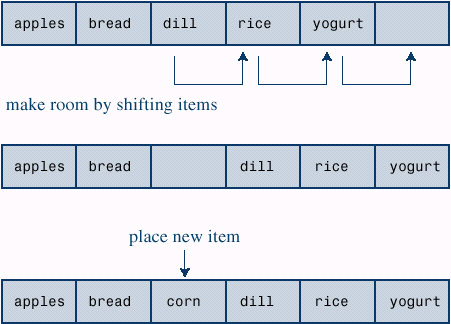 apples bread dill rice yogurt
make room by shifting items
apples bread dill rice yogurt
place new item
apples bread corn dill rice yogurt